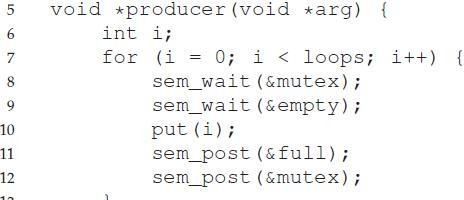 5 void *producer(void *arg) {
6 int i;
7 for (i = 0; i < loops; i++) {
8 sem_wait(&mutex);
9 sem_wait(&empty);
10 put(i);
11 sem_post(&full);
12 sem_post(&mutex);